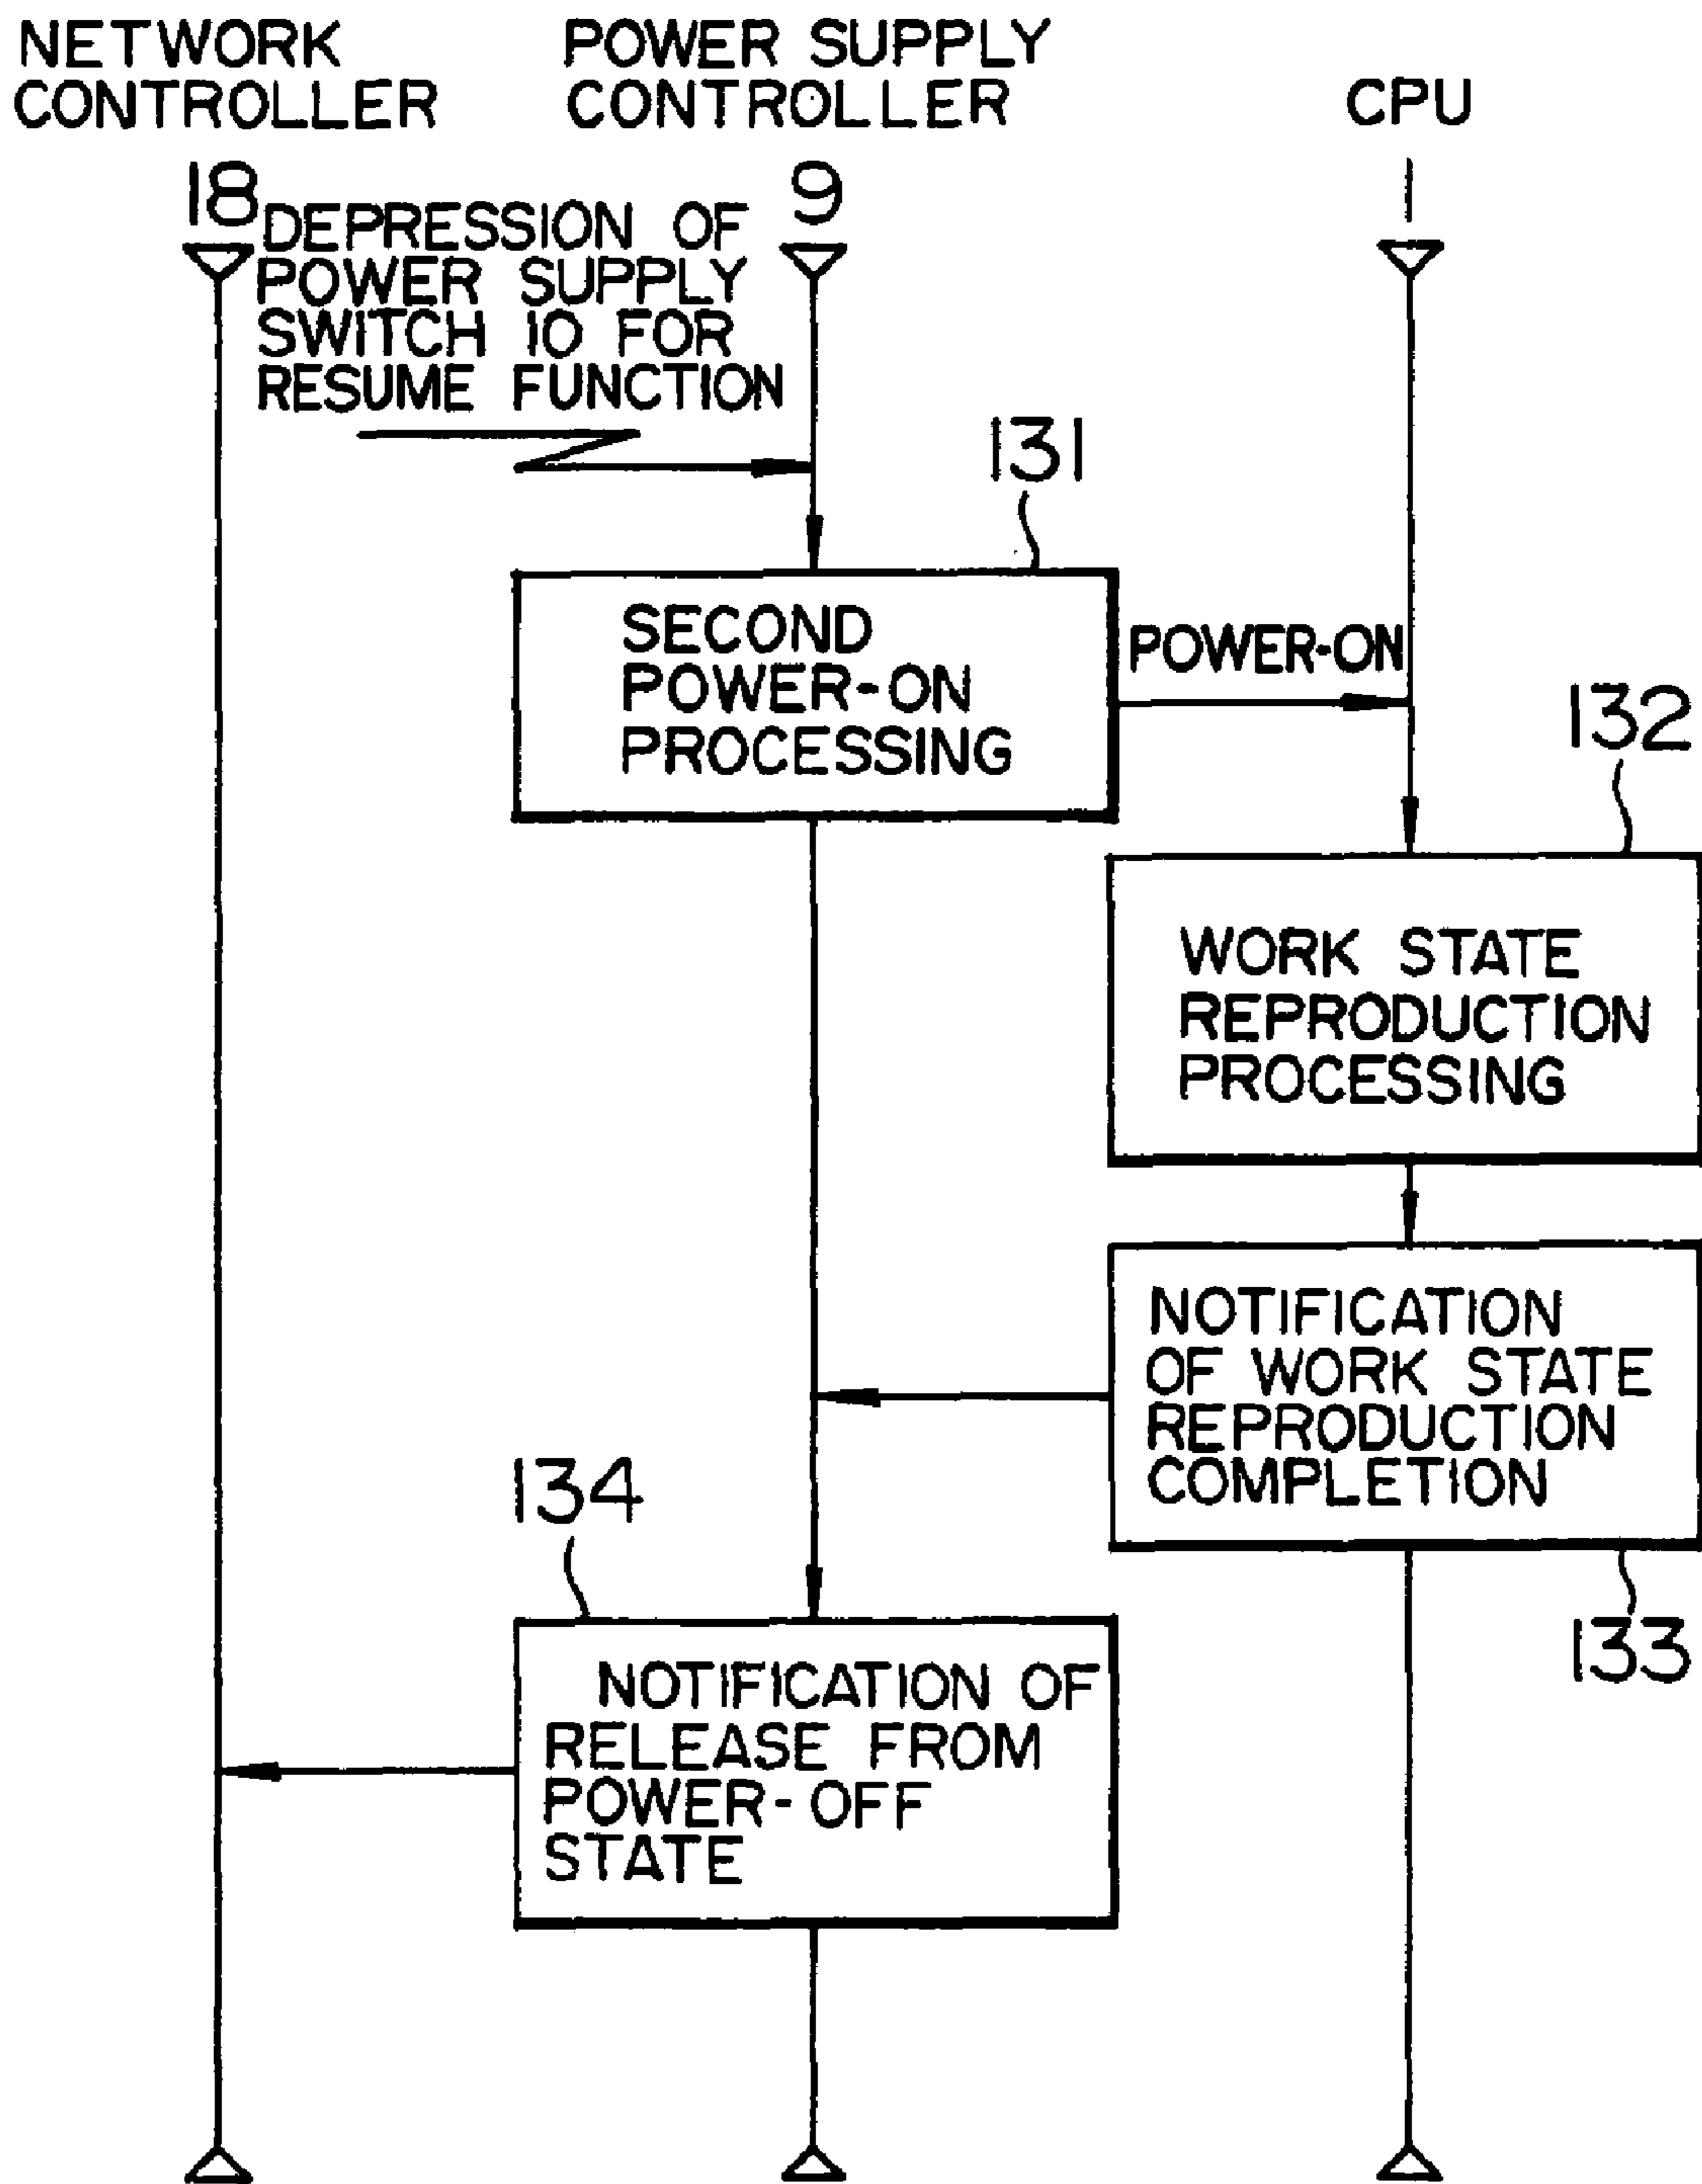 NETWORK
CONTROLLER
POWER SUPPLY
CONTROLLER
CPU
18
9
1
DEPRESSION OF
POWER SUPPLY
SWITCH 10 FOR
RESUME FUNCTION
131
SECOND
POWER-ON
PROCESSING
POWER-ON
132
WORK STATE
REPRODUCTION
PROCESSING
NOTIFICATION
OF WORK STATE
REPRODUCTION
COMPLETION
133
134
NOTIFICATION OF
RELEASE FROM
POWER-OFF
STATE